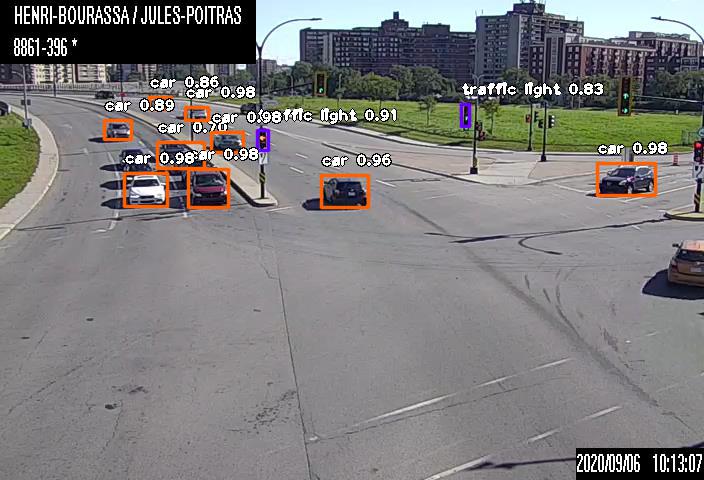 HENRI-BOURASSA / JULES-POITRAS
8861-396 *
car 0.86
traffic light 0.83
car 0.98
car 0.89
car 0.98
ffic light 0.91
car 0.70
car 0.98
car 0.98
car 0.96
car 0.98
2020/09/06 10:13:07